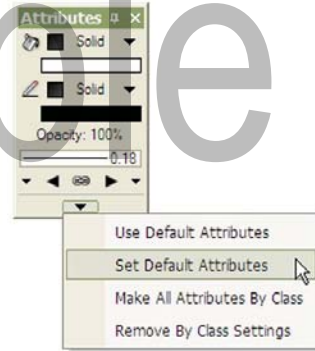 Attributes
Solid
Solid
Opacity: 100%
0.18
Use Default Attributes
Set Default Attributes
Make All Attributes By Class
Remove By Class Settings
ole